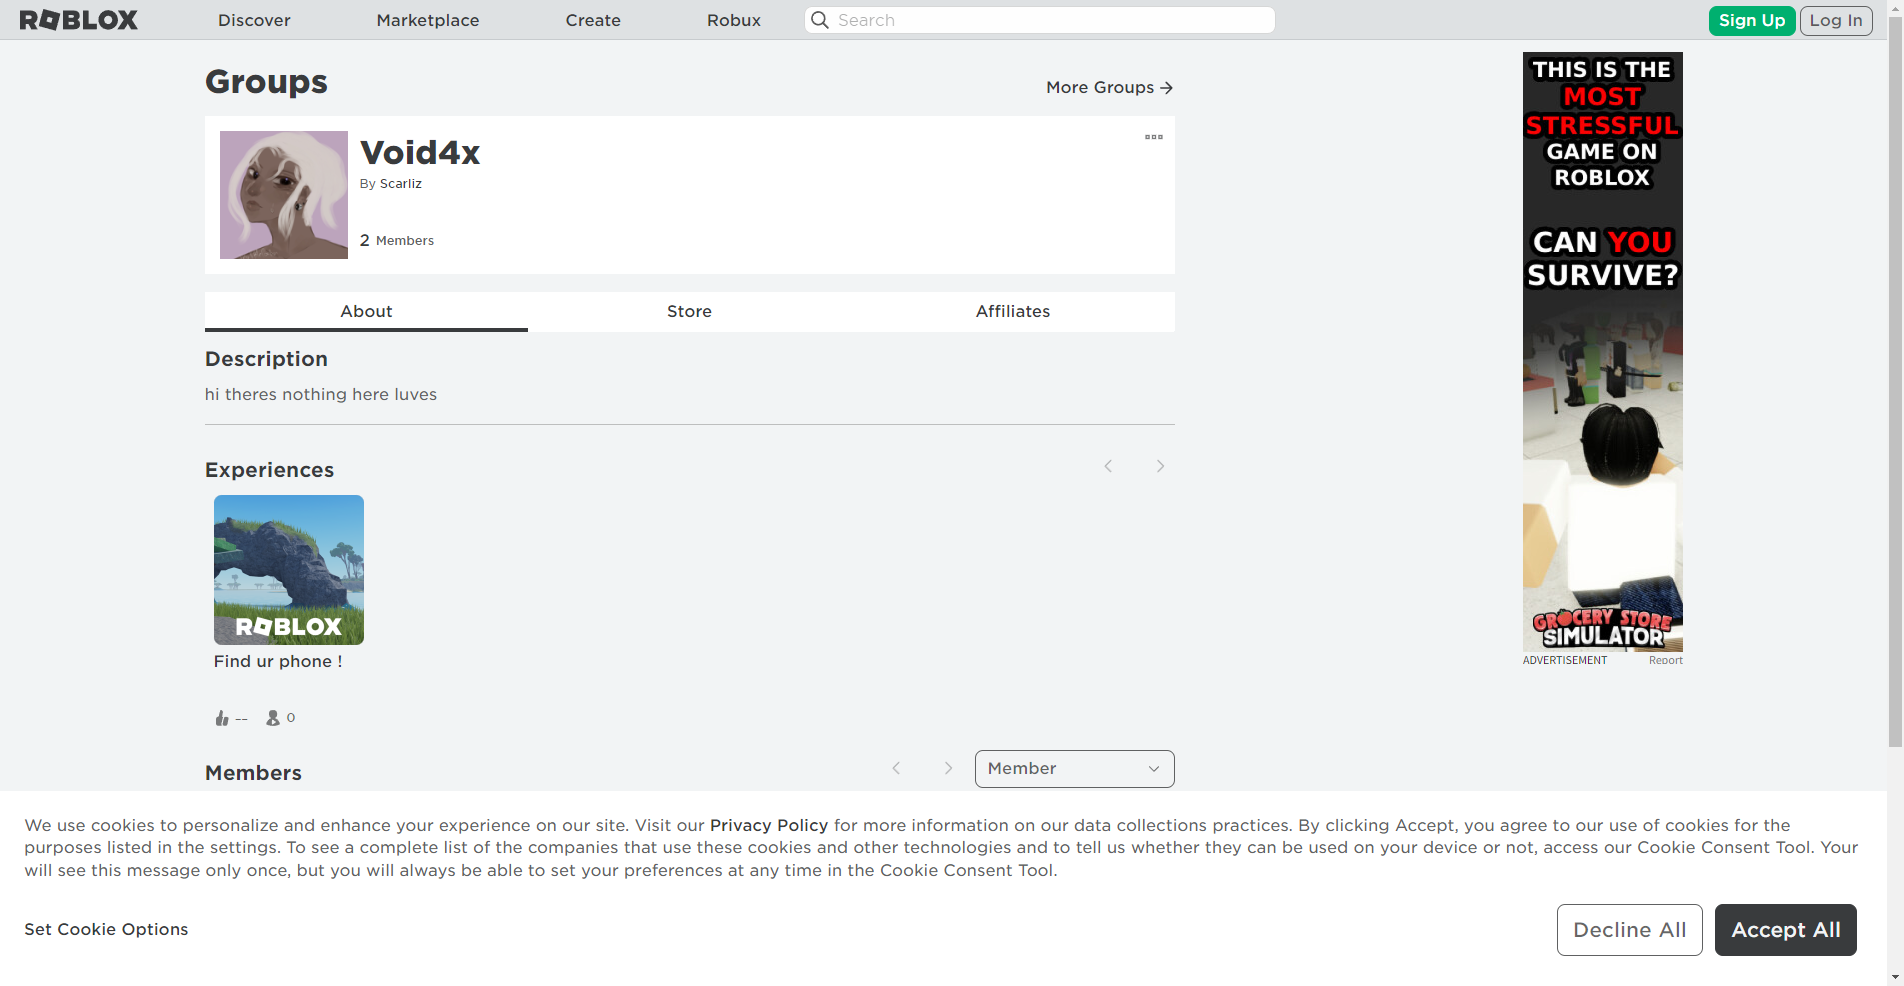 ROBLOX
Discover
Marketplace
Create
Robux
Search
Sign Up
Log In
Groups
More Groups
Void4x
By Scarliz
2 Members
About
Store
Affiliates
Description
hi theres nothing here luves
Experiences
ROBLOX
Find ur phone !
--
0
Members
Member
THIS IS THE
MOST
STRESSFUL
GAME ON
ROBLOX
CAN YOU
SURVIVE?
GROCERY STORE
SIMULATOR
ADVERTISEMENT
Report
We use cookies to personalize and enhance your experience on our site. Visit our Privacy Policy for more information on our data collections practices. By clicking Accept, you agree to our use of cookies for the
purposes listed in the settings. To see a complete list of the companies that use these cookies and other technologies and to tell us whether they can be used on your device or not, access our Cookie Consent Tool. Your
will see this message only once, but you will always be able to set your preferences at any time in the Cookie Consent Tool.
Set Cookie Options
Decline All
Accept All